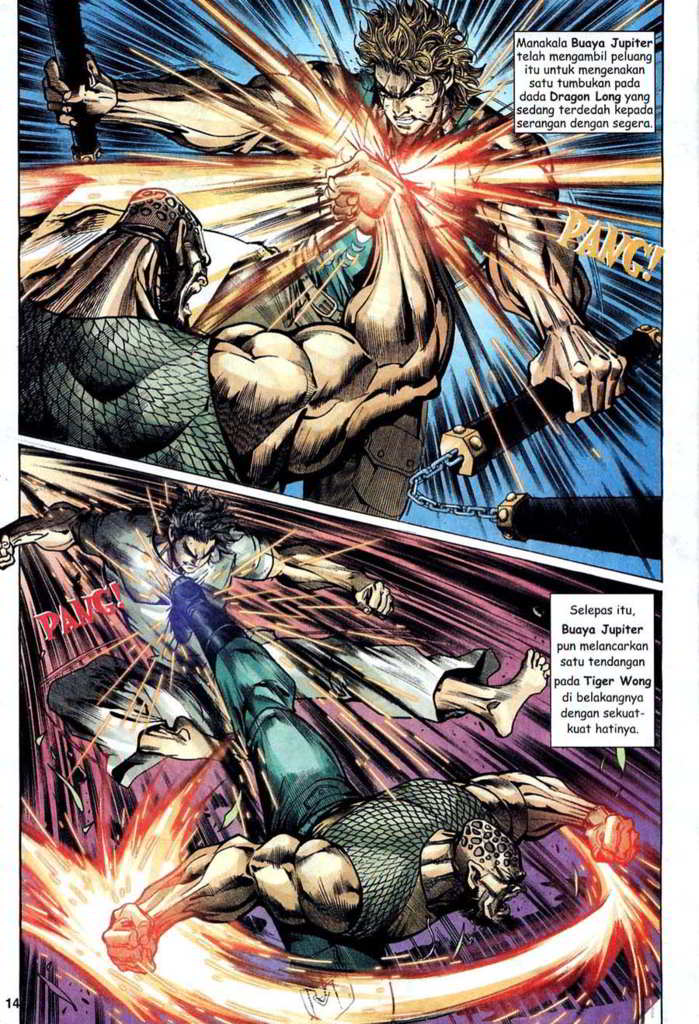 Manakala Buaya Jupiter
telah mengambil peluang
itu untuk mengenakan
satu tumbukan pada
dada Dragon Long yang
sedang terdedah kepada
serangan dengan segera.
PANG!
PANG!
Selepas itu,
Buaya Jupiter
pun melancarkan
satu tendangan
pada Tiger Wong
di belakangnya
dengan sekuat-
kuat hatinya.
14